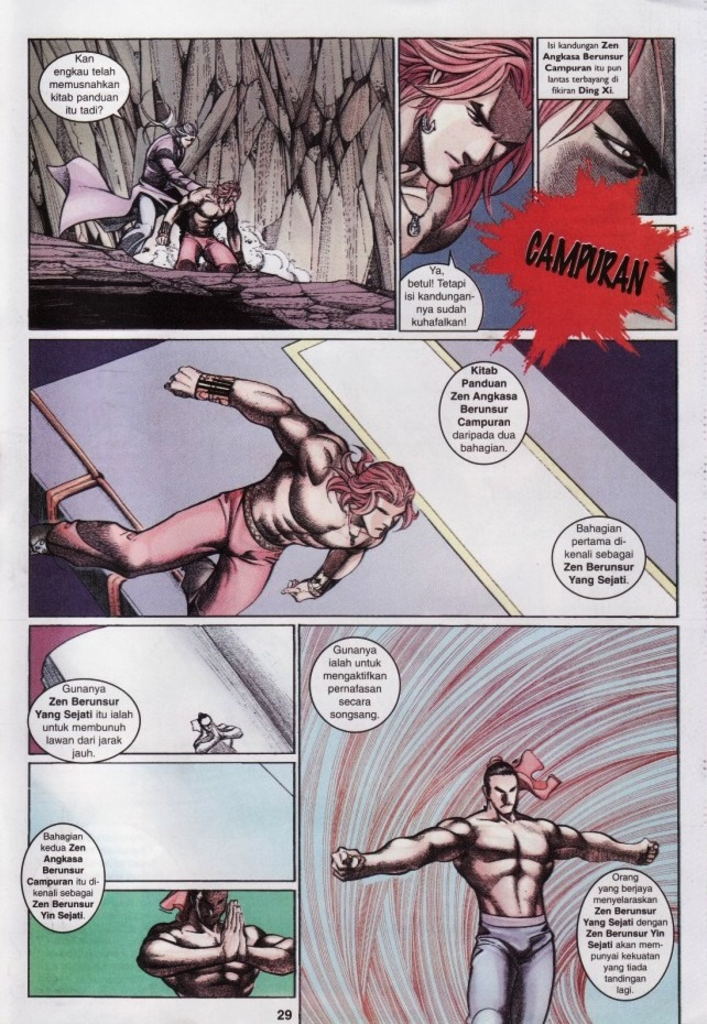 Kan
engkau telah
memusnahkan
kitab panduan
itu tadi?
Ya,
betul! Tetapi
isi kandungan-
nya sudah
kuhafalkan!
Isi kandungan Zen
Angkasa Berunsur
Campuran itu pun
lantas terbayang di
fikiran Ding Xi.
CAMPURAN
Kitab
Panduan
Zen Angkasa
Berunsur
Campuran
daripada dua
bahagian.
Bahagian
pertama di-
kenali sebagai
Zen Berunsur
Yang Sejati.
Gunanya
Zen Berunsur
Yang Sejati itu ialah
untuk membunuh
lawan dari jarak
jauh.
Bahagian
kedua Zen
Angkasa
Berunsur
Campuran itu di-
kenali sebagai
Zen Berunsur
Yin Sejati.
Gunanya
ialah untuk
mengaktifkan
pernafasan
secara
songsang.
Orang
yang berjaya
menyelaraskan
Zen Berunsur
Yang Sejati dengan
Zen Berunsur Yin
Sejati akan mem-
punyai kekuatan
yang tiada
tandingan
lagi.
29